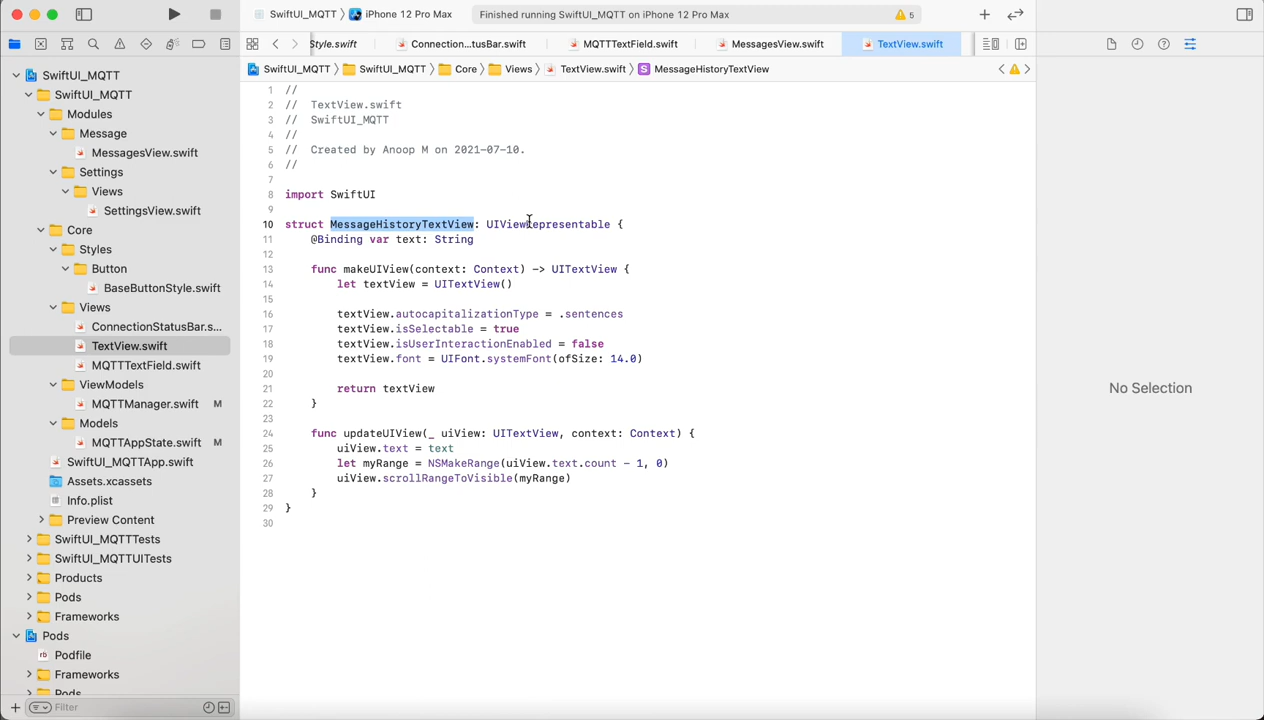 SwiftUI_MQTT
iPhone 12 Pro Max
Finished running SwiftUI_MQTT on iPhone 12 Pro Max
5
Style.swift
Connection...tusBar.swift
MQTTTextField.swift
MessagesView.swift
TextView.swift
SwiftUI_MQTT
SwiftUI_MQTT
Core
Views
TextView.swift
S
MessageHistoryTextView
SwiftUI_MQTT
SwiftUI_MQTT
Modules
Message
MessagesView.swift
Settings
Views
SettingsView.swift
Core
Styles
Button
BaseButtonStyle.swift
Views
ConnectionStatusBar.s...
TextView.swift
MQTTTextField.swift
ViewModels
MQTTManager.swift M
Models
MQTTAppState.swift M
SwiftUI_MQTTApp.swift
Assets.xcassets
Info.plist
Preview Content
SwiftUI_MQTTTests
SwiftUI_MQTTUITests
Products
Pods
Frameworks
Pods
rb Podfile
Frameworks
Pods
Filter
1 //
2 // TextView.swift
3 // SwiftUI_MQTT
4 //
5 // Created by Anoop M on 2021-07-10.
6 //
7
8 import SwiftUI
9
10 struct MessageHistoryTextView: UIViewRepresentable {
11 @Binding var text: String
12
13 func makeUIView(context: Context) -> UITextView {
14 let textView = UITextView()
15
16 textView.autocapitalizationType = .sentences
17 textView.isSelectable = true
18 textView.isUserInteractionEnabled = false
19 textView.font = UIFont.systemFont(ofSize: 14.0)
20
21 return textView
22 }
23
24 func updateUIView(_ uiView: UITextView, context: Context) {
25 uiView.text = text
26 let myRange = NSMakeRange(uiView.text.count - 1, 0)
27 uiView.scrollRangeToVisible(myRange)
28 }
29 }
30
No Selection